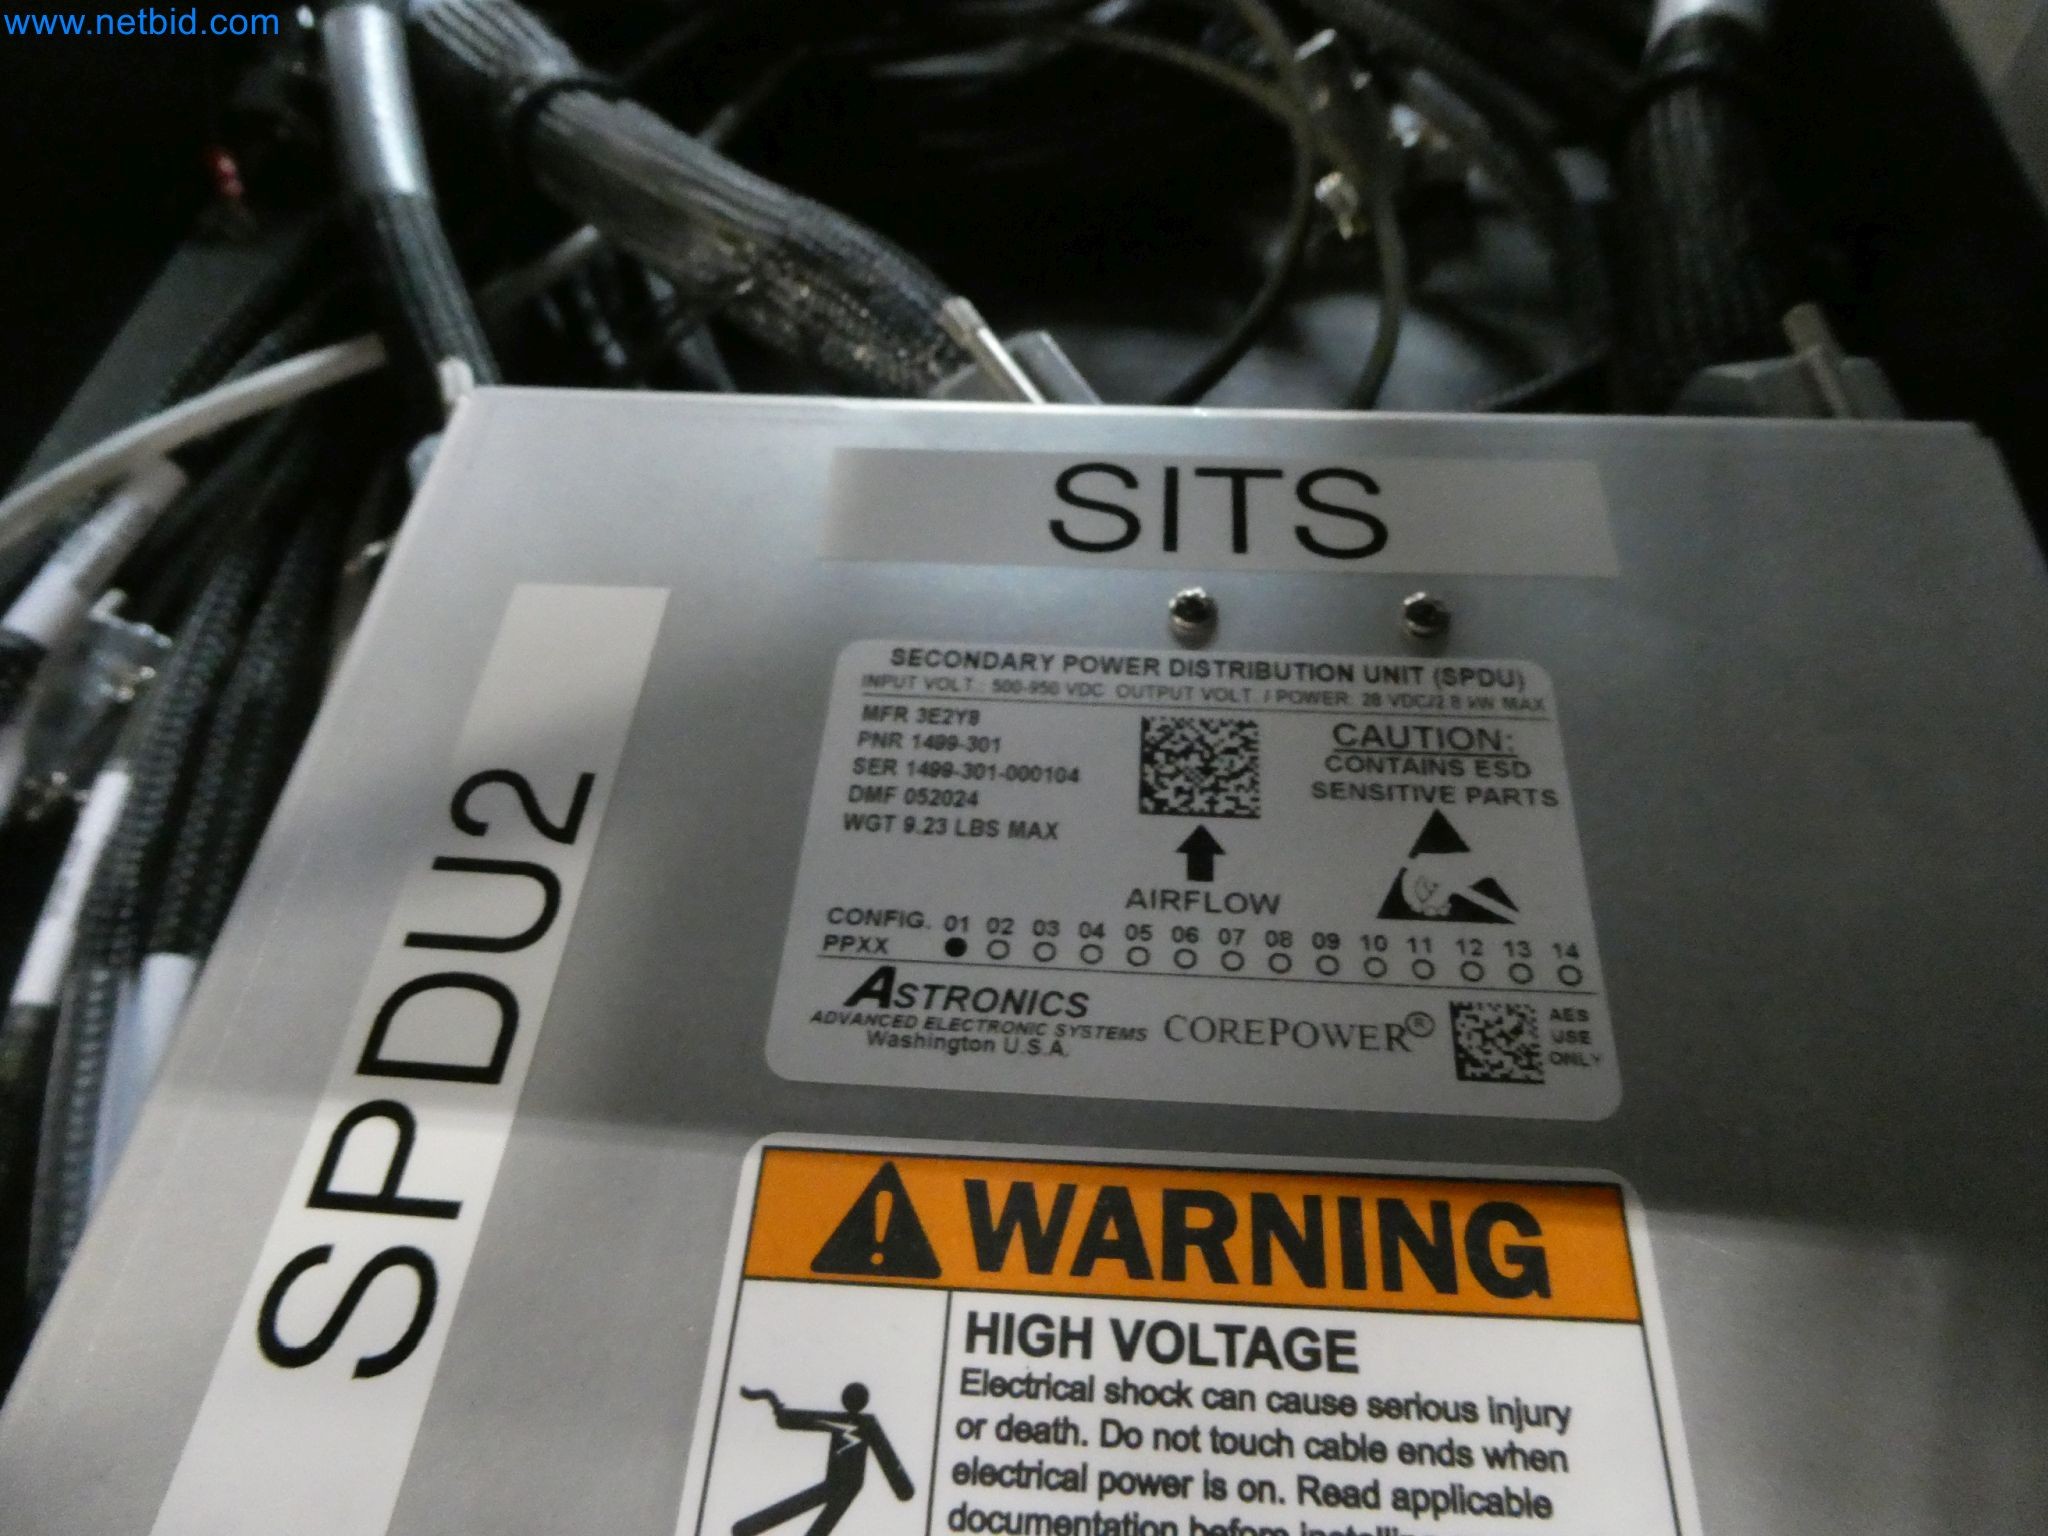 www.netbid.com
SITS
SPDU2
SECONDARY POWER DISTRIBUTION UNIT (SPDU)
INPUT VOLT.: 500-950 VDC OUTPUT VOLT. / POWER: 28 VDC/2.8 kW MAX
MFR 3E2Y8
PNR 1499-301
SER 1499-301-000104
DMF 052024
WGT 9.23 LBS MAX
AIRFLOW
CAUTION:
CONTAINS ESD
SENSITIVE PARTS
CONFIG. 01 02 03 04 05 06 07 08 09 10 11 12 13 14
PPXX
ASTRONICS
ADVANCED ELECTRONIC SYSTEMS
Washington U.S.A.
COREPOWER®
AES
USE
ONLY
WARNING
HIGH VOLTAGE
Electrical shock can cause serious injury
or death. Do not touch cable ends when
electrical power is on. Read applicable
documentation before